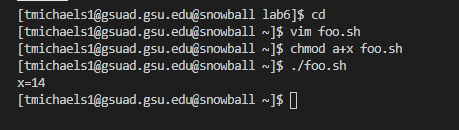 [tmichaels1@gsuad.gsu.edu@snowball lab6]$ cd
[tmichaels1@gsuad.gsu.edu@snowball ~]$ vim foo.sh
[tmichaels1@gsuad.gsu.edu@snowball ~]$ chmod a+x foo.sh
[tmichaels1@gsuad.gsu.edu@snowball ~]$ ./foo.sh
x=14
[tmichaels1@gsuad.gsu.edu@snowball ~]$